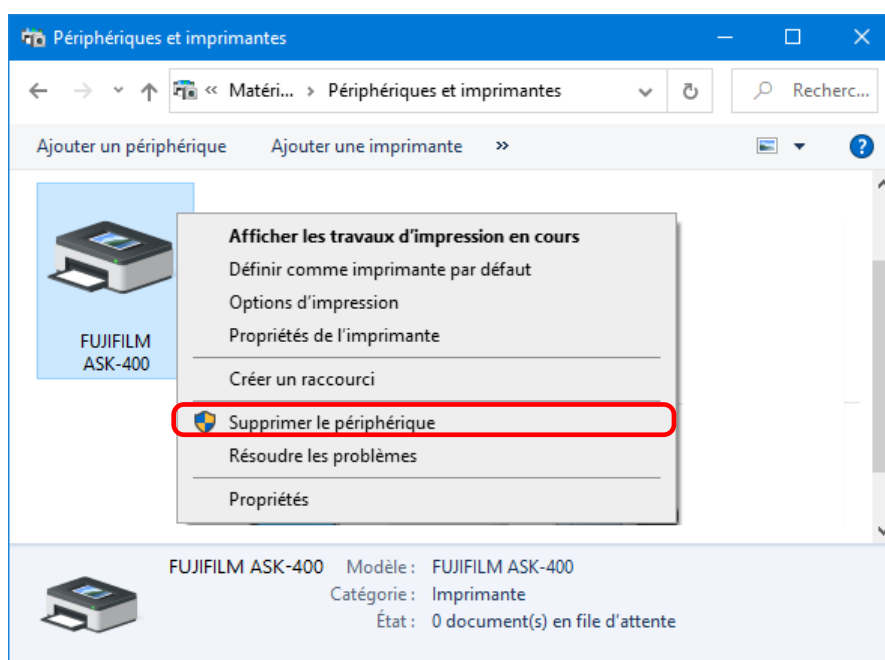 Périphériques et imprimantes
« Matéri... › Périphériques et imprimantes
Recherc...
Ajouter un périphérique Ajouter une imprimante »
?
Afficher les travaux d'impression en cours
Définir comme imprimante par défaut
Options d'impression
Propriétés de l'imprimante
Créer un raccourci
Supprimer le périphérique
Résoudre les problèmes
Propriétés
FUJIFILM
ASK-400
FUJIFILM ASK-400 Modèle : FUJIFILM ASK-400
Catégorie : Imprimante
État : 0 document(s) en file d'attente